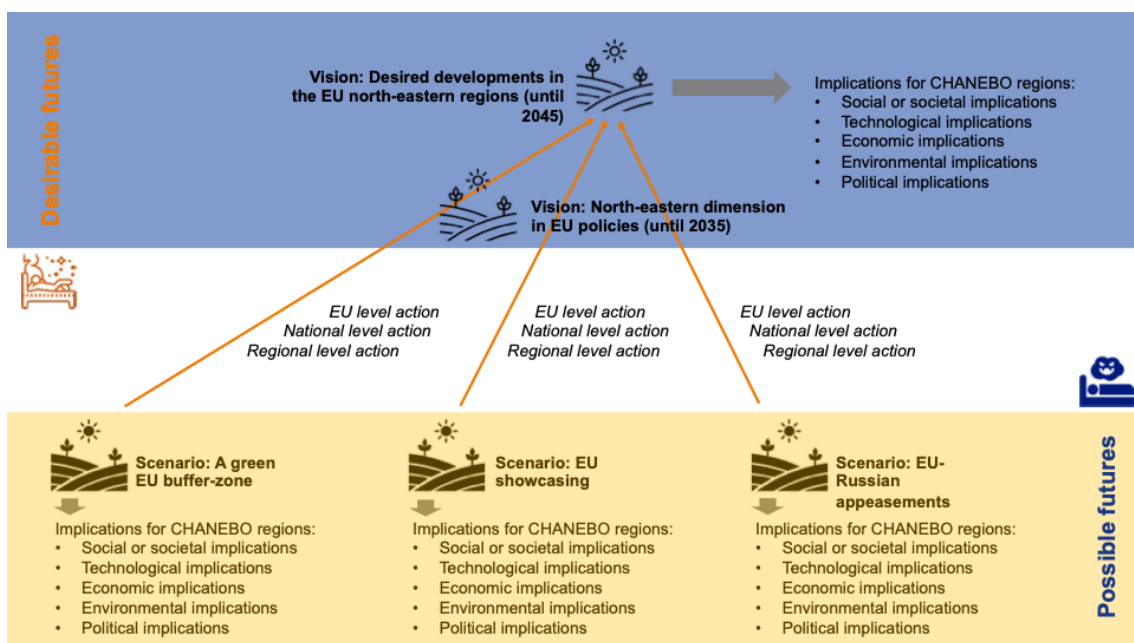 Desirable futures
Vision: Desired developments in
the EU north-eastern regions (until
2045)
Implications for CHANEBO regions:
• Social or societal implications
• Technological implications
• Economic implications
• Environmental implications
• Political implications
Vision: North-eastern dimension
in EU policies (until 2035)
EU level action
National level action
Regional level action
EU level action
National level action
Regional level action
EU level action
National level action
Regional level action
Possible futures
Scenario: A green
EU buffer-zone
Implications for CHANEBO regions:
• Social or societal implications
• Technological implications
• Economic implications
• Environmental implications
• Political implications
Scenario: EU
showcasing
Implications for CHANEBO regions:
• Social or societal implications
• Technological implications
• Economic implications
• Environmental implications
• Political implications
Scenario: EU-
Russian
appeasements
Implications for CHANEBO regions:
• Social or societal implications
• Technological implications
• Economic implications
• Environmental implications
• Political implications